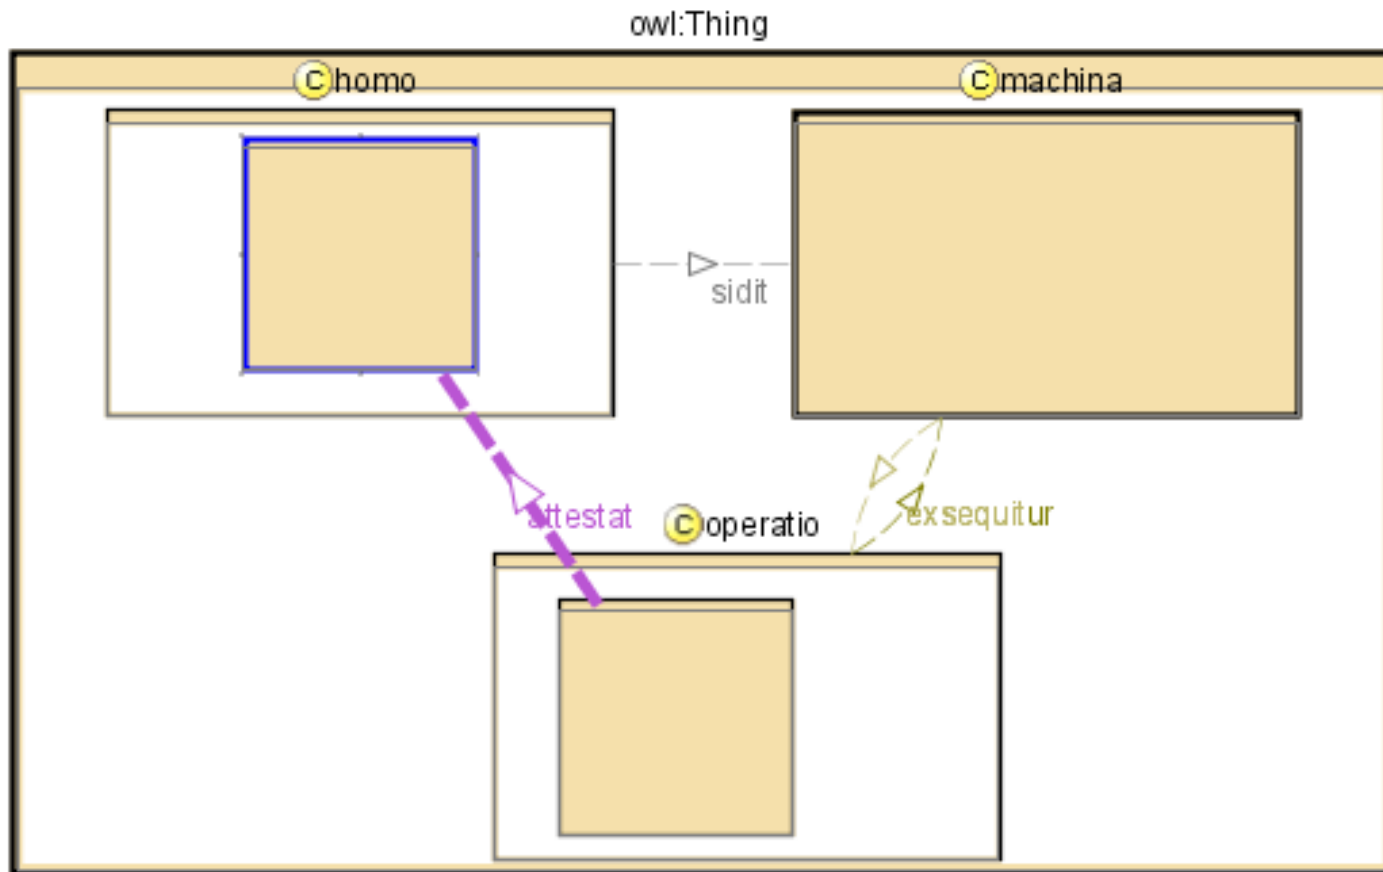 owl:Thing
C homo
C machina
sidit
attestat
C operatio
exsequitur